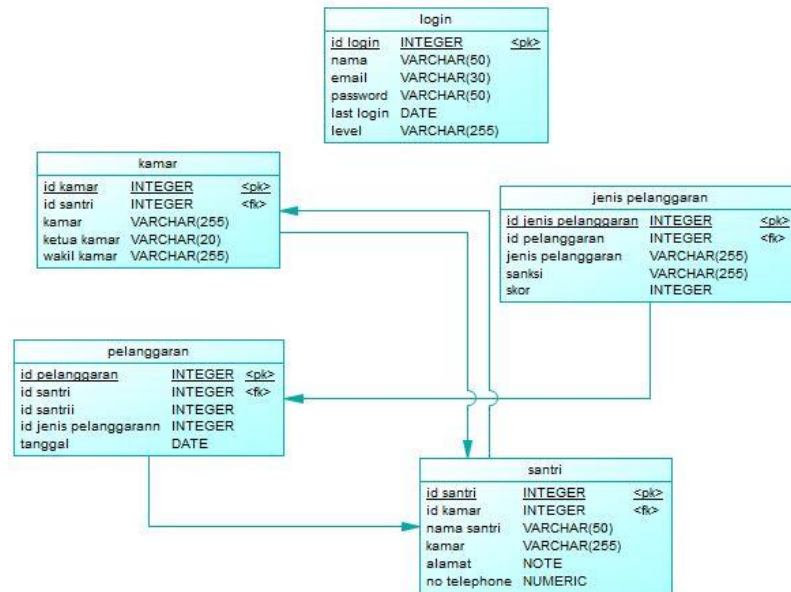 login
id login INTEGER <pk>
nama VARCHAR(50)
email VARCHAR(30)
password VARCHAR(50)
last login DATE
level VARCHAR(255)
kamar
id kamar INTEGER <pk>
id santri INTEGER <fk>
kamar VARCHAR(255)
ketua kamar VARCHAR(20)
wakil kamar VARCHAR(255)
jenis pelanggaran
id jenis pelanggaran INTEGER <pk>
id pelanggaran INTEGER <fk>
jenis pelanggaran VARCHAR(255)
sanksi VARCHAR(255)
skor INTEGER
pelanggaran
id pelanggaran INTEGER <pk>
id santri INTEGER <fk>
id santrii INTEGER
id jenis pelanggarann INTEGER
tanggal DATE
santri
id santri INTEGER <pk>
id kamar INTEGER <fk>
nama santri VARCHAR(50)
kamar VARCHAR(255)
alamat NOTE
no telephone NUMERIC